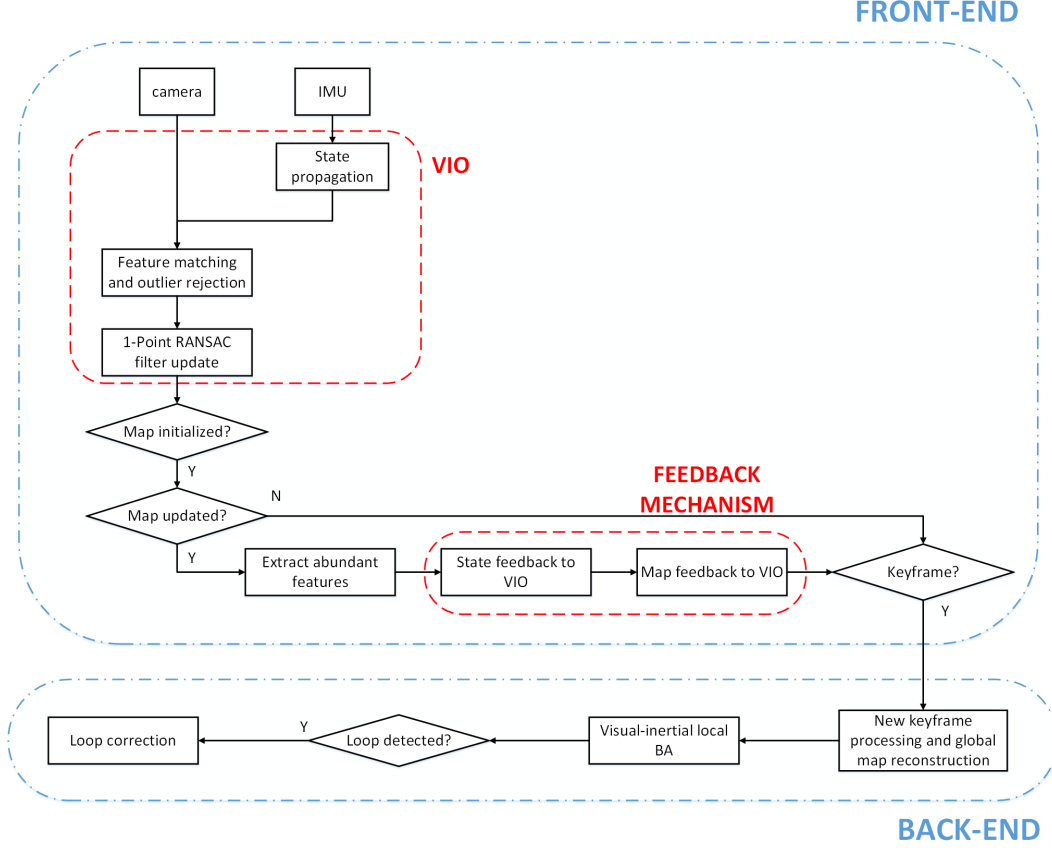 FRONT-END
camera
IMU
State
propagation
VIO
Feature matching
and outlier rejection
1-Point RANSAC
filter update
Map initialized?
Y
Map updated?
N
FEEDBACK
MECHANISM
Y
Extract abundant
features
State feedback to
VIO
Map feedback to VIO
Keyframe?
Y
New keyframe
processing and global
map reconstruction
Visual-inertial local
BA
Loop detected?
Y
Loop correction
BACK-END